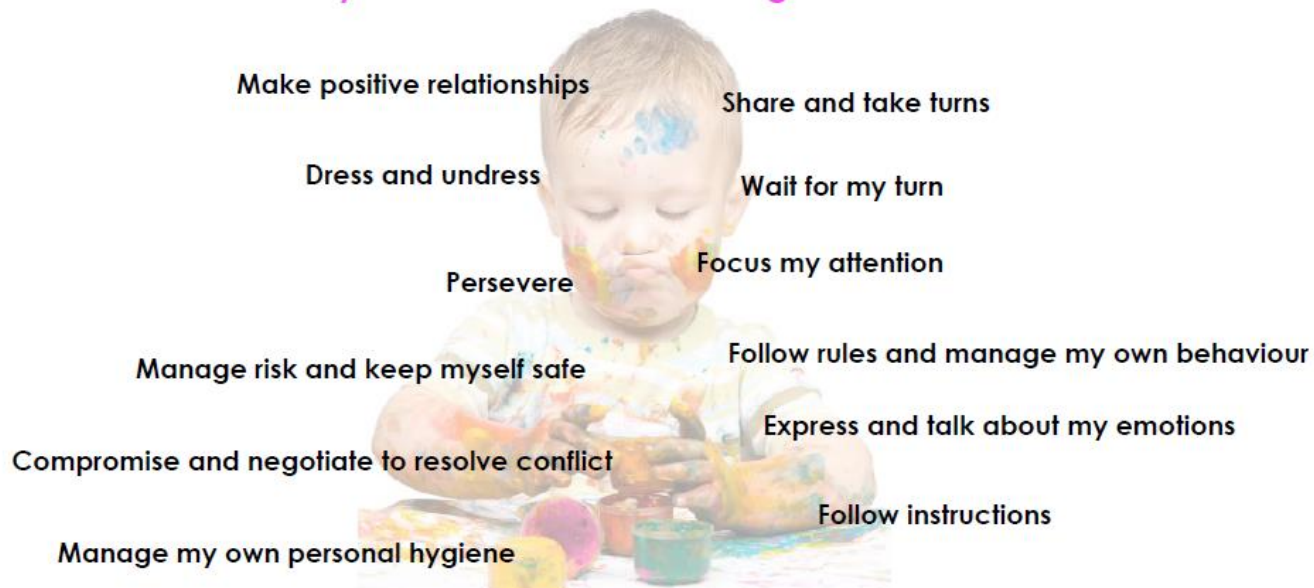 Make positive relationships
Share and take turns
Dress and undress
Wait for my turn
Focus my attention
Persevere
Follow rules and manage my own behaviour
Manage risk and keep myself safe
Express and talk about my emotions
Compromise and negotiate to resolve conflict
Follow instructions
Manage my own personal hygiene